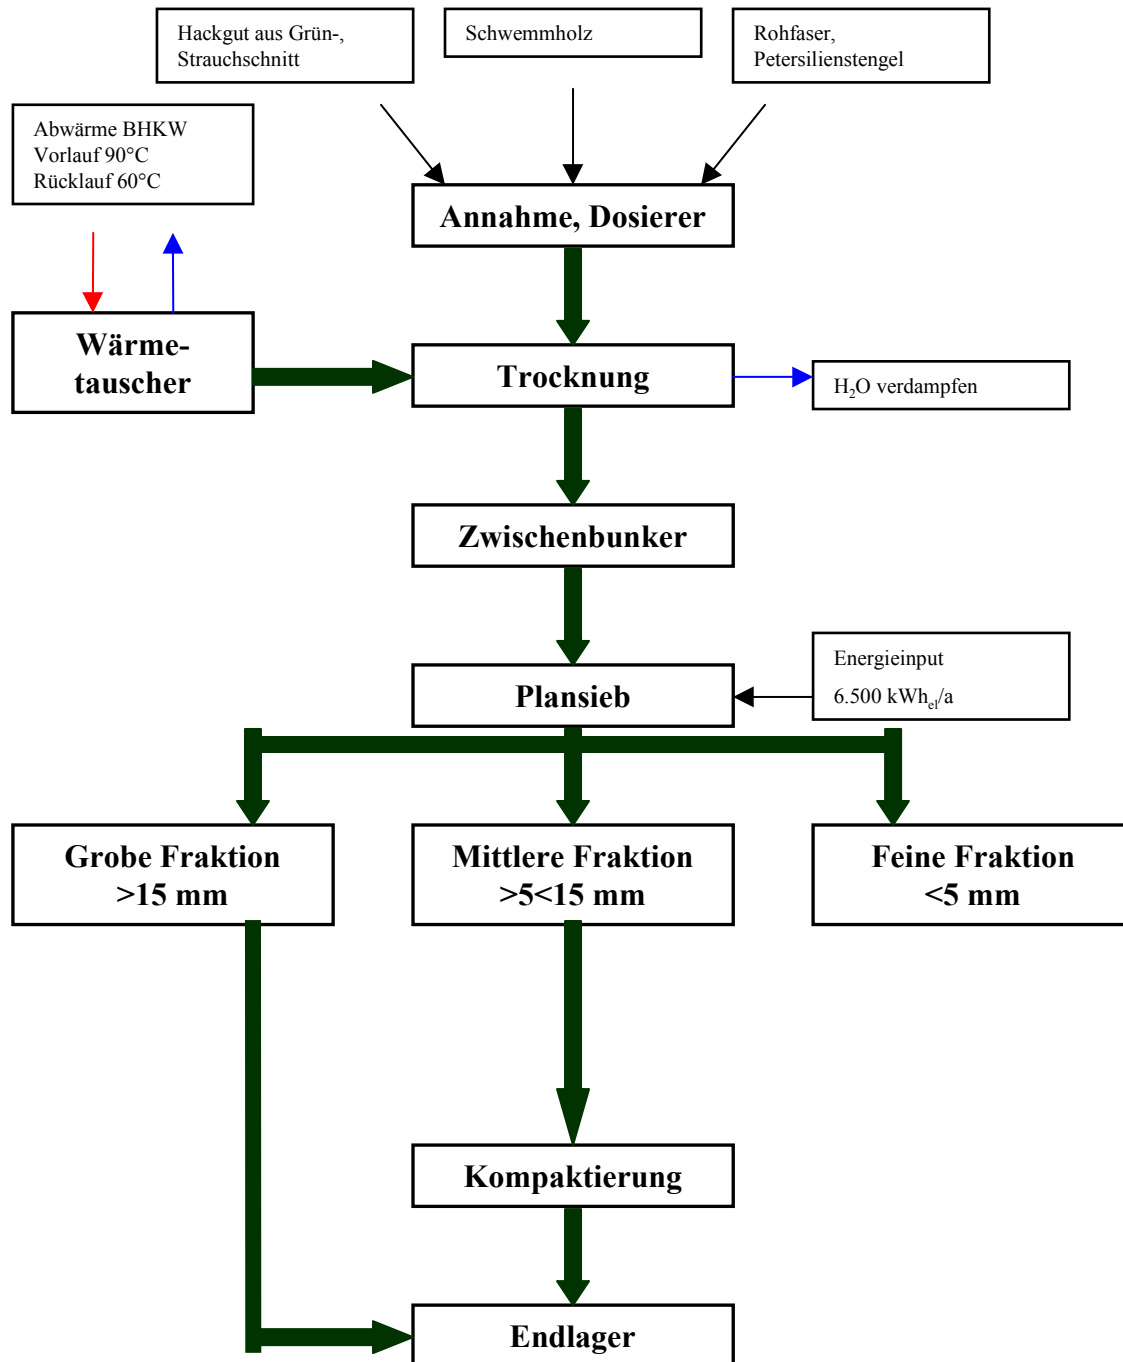 Hackgut aus Grün-,
Strauchschnitt
Schwemmholz
Rohfaser,
Petersilienstengel
Abwärme BHKW
Vorlauf 90°C
Rücklauf 60°C
Annahme, Dosierer
Wärme-
tauscher
Trocknung
H₂O verdampfen
Zwischenbunker
Energieinput
6.500 kWhₑₗ/a
Plansieb
Grobe Fraktion
>15 mm
Mittlere Fraktion
>5<15 mm
Feine Fraktion
<5 mm
Kompaktierung
Endlager